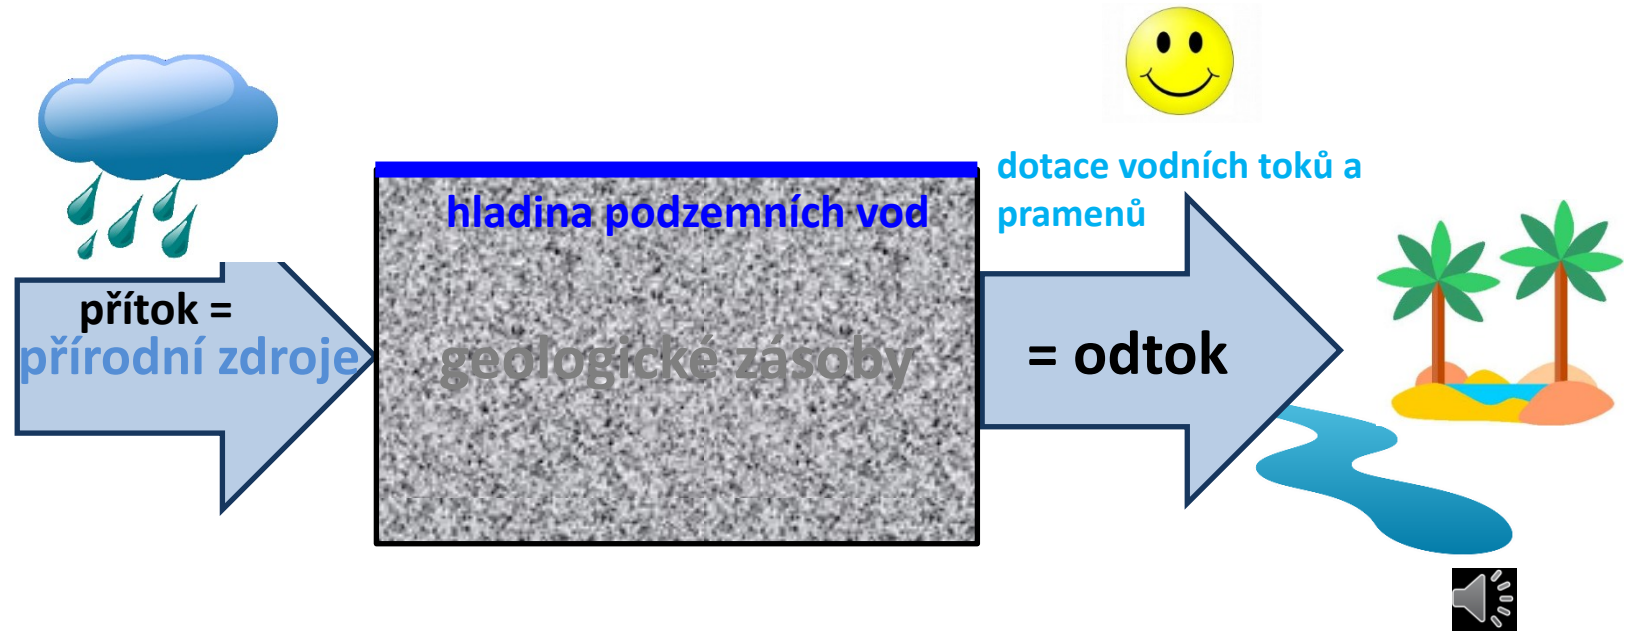 dotace vodních toků a
pramenů
hladina podzemních vod
přítok =
přírodní zdroje
geologické zásoby
= odtok